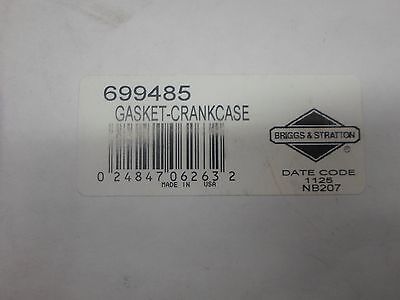 699485
GASKET-CRANKCASE
0 24847 06263 2
MADE IN USA
BRIGGS & STRATTON
®
DATE CODE
1125
NB207